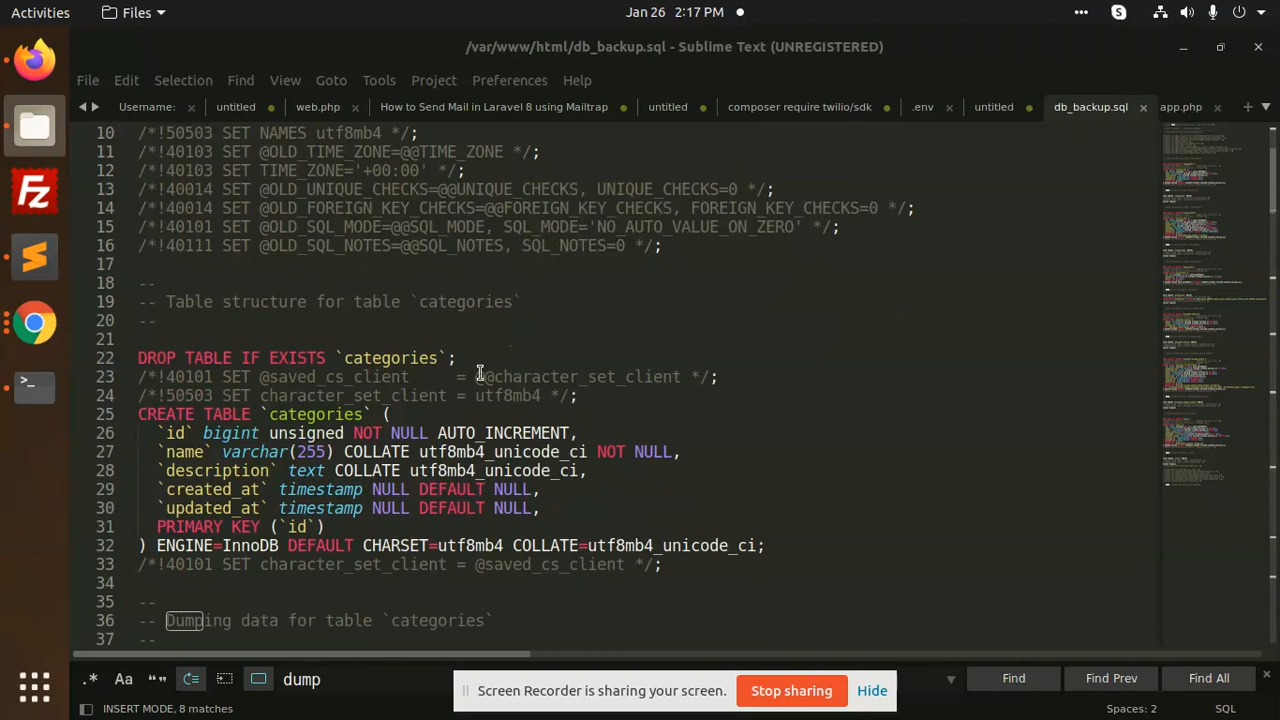 Activities Files Jan 26 2:17 PM
/var/www/html/db_backup.sql - Sublime Text (UNREGISTERED)
File Edit Selection Find View Goto Tools Project Preferences Help
Username: untitled web.php How to Send Mail in Laravel 8 using Mailtrap untitled composer require twilio/sdk .env untitled db_backup.sql app.php
10 /*!50503 SET NAMES utf8mb4 */;
11 /*!40103 SET @OLD_TIME_ZONE=@@TIME_ZONE */;
12 /*!40103 SET TIME_ZONE='+00:00' */;
13 /*!40014 SET @OLD_UNIQUE_CHECKS=@@UNIQUE_CHECKS, UNIQUE_CHECKS=0 */;
14 /*!40014 SET @OLD_FOREIGN_KEY_CHECKS=@@FOREIGN_KEY_CHECKS, FOREIGN_KEY_CHECKS=0 */;
15 /*!40101 SET @OLD_SQL_MODE=@@SQL_MODE, SQL_MODE='NO_AUTO_VALUE_ON_ZERO' */;
16 /*!40111 SET @OLD_SQL_NOTES=@@SQL_NOTES, SQL_NOTES=0 */;
17
18 --
19 -- Table structure for table `categories`
20 --
21
22 DROP TABLE IF EXISTS `categories`;
23 /*!40101 SET @saved_cs_client     = @@character_set_client */;
24 /*!50503 SET character_set_client = utf8mb4 */;
25 CREATE TABLE `categories` (
26   `id` bigint unsigned NOT NULL AUTO_INCREMENT,
27   `name` varchar(255) COLLATE utf8mb4_unicode_ci NOT NULL,
28   `description` text COLLATE utf8mb4_unicode_ci,
29   `created_at` timestamp NULL DEFAULT NULL,
30   `updated_at` timestamp NULL DEFAULT NULL,
31   PRIMARY KEY (`id`)
32 ) ENGINE=InnoDB DEFAULT CHARSET=utf8mb4 COLLATE=utf8mb4_unicode_ci;
33 /*!40101 SET character_set_client = @saved_cs_client */;
34
35 --
36 -- Dumping data for table `categories`
37 --
.* Aa “” dump Find Find Prev Find All
Screen Recorder is sharing your screen. Stop sharing Hide
INSERT MODE, 8 matches Spaces: 2 SQL